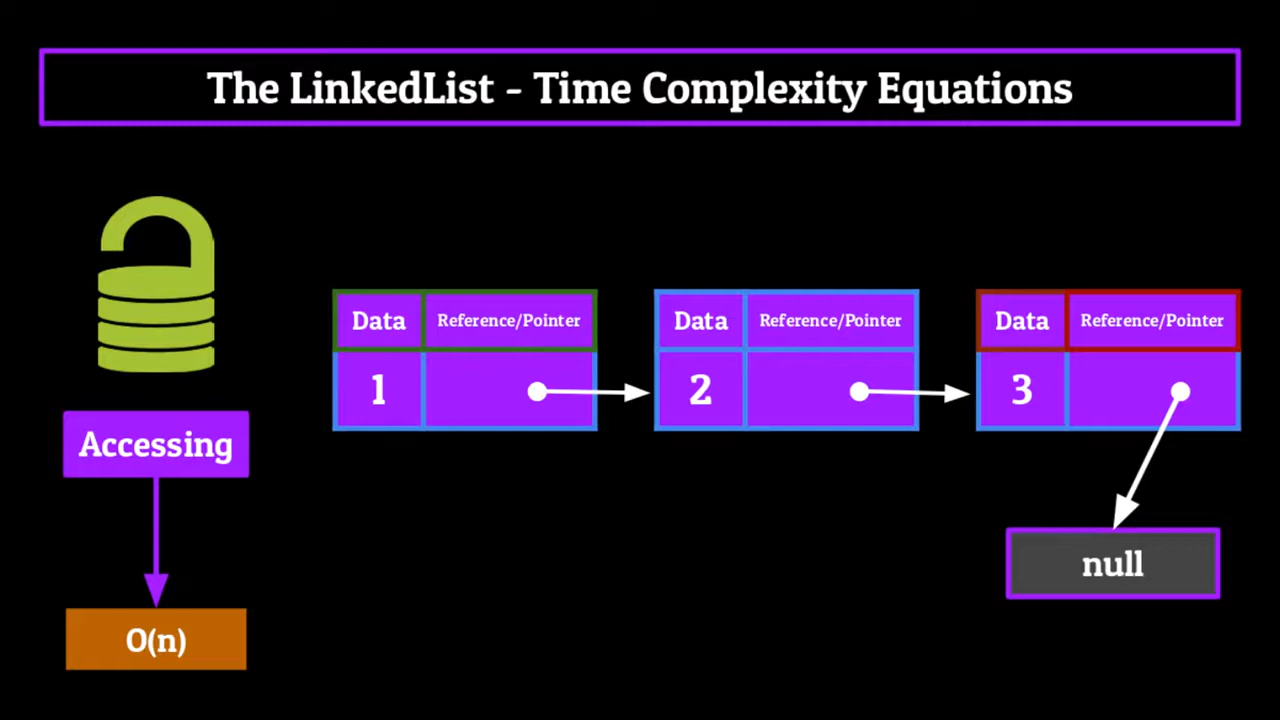 The LinkedList - Time Complexity Equations
Data Reference/Pointer
1
Data Reference/Pointer
2
Data Reference/Pointer
3
Accessing
null
O(n)